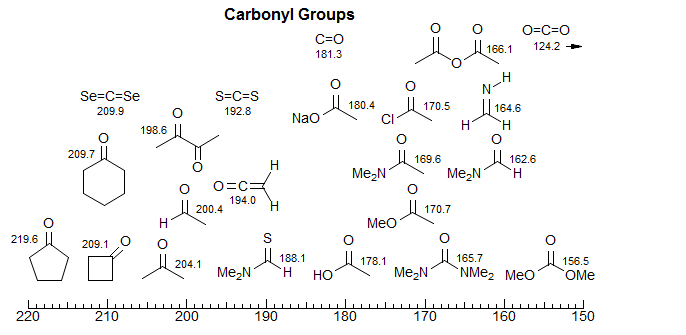 Carbonyl Groups
C=O
181.3
O
O
O
166.1
O=C=O
124.2
Se=C=Se
209.9
S=C=S
192.8
O
NaO
180.4
O
Cl
170.5
N
H
164.6
H
H
O
198.6
O
O
209.7
O
Me2N
169.6
O
Me2N
H
162.6
O=C=
H
H
194.0
O
H
200.4
O
MeO
170.7
O
219.6
O
209.1
O
204.1
S
Me2N
H
188.1
O
HO
178.1
O
Me2N
NMe2
165.7
O
MeO
OMe
156.5
220 210 200 190 180 170 160 150